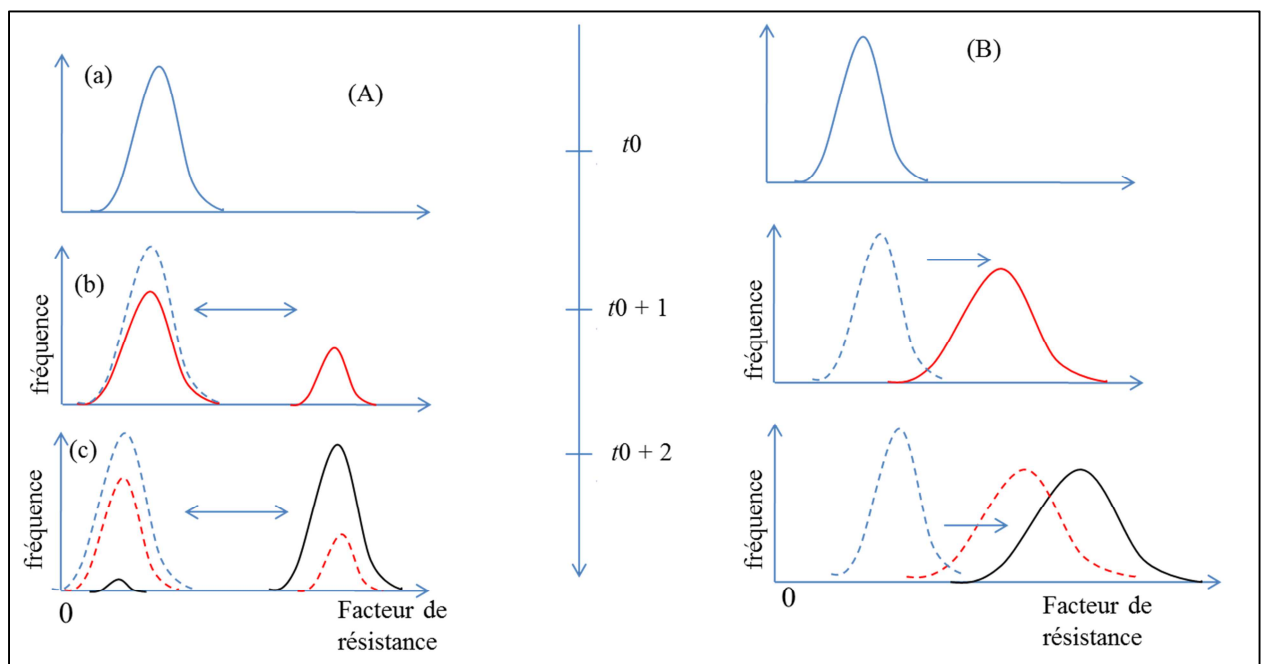 (a)
(A)
(B)
t0
fréquence
(b)
t0 + 1
fréquence
fréquence
(c)
t0 + 2
fréquence
0
Facteur de
résistance
0
Facteur de
résistance